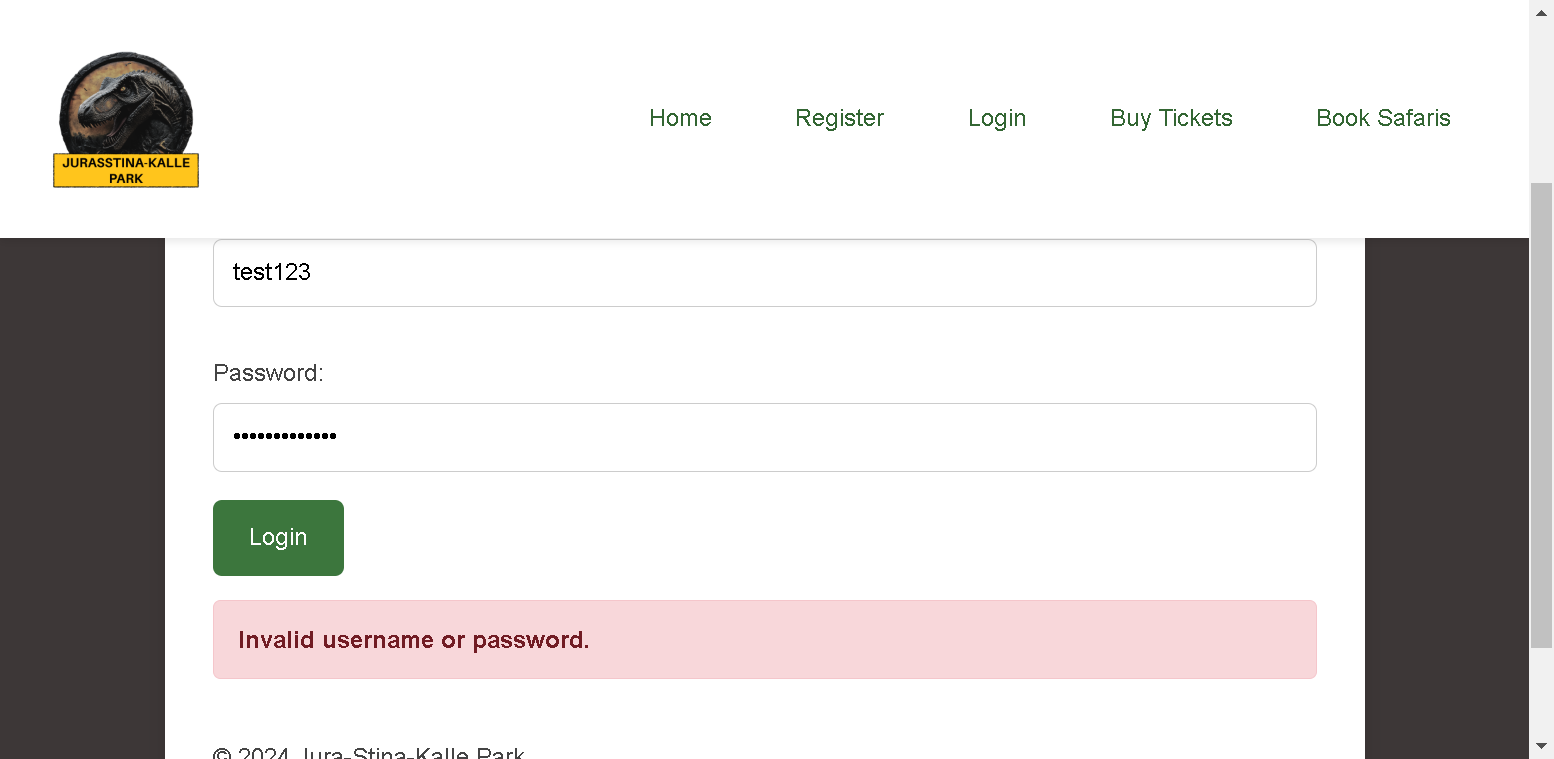 JURASSTINA-KALLE
PARK
Home Register Login Buy Tickets Book Safaris
test123
Password:
•••••••••••••
Login
Invalid username or password.
© 2024 Jura-Stina-Kalle Park